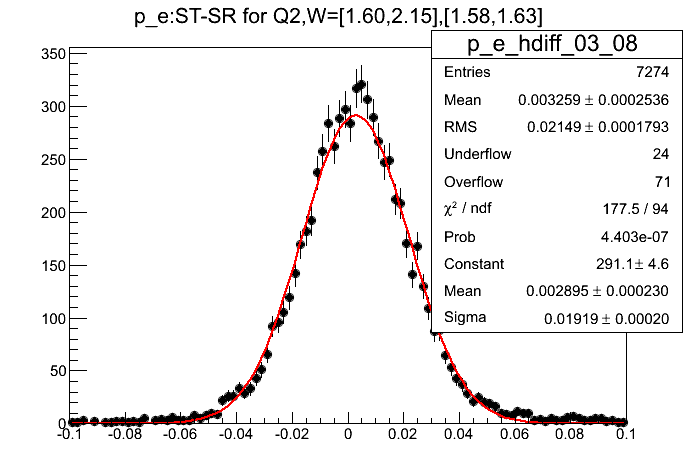 p_e:ST-SR for Q2,W=[1.60,2.15],[1.58,1.63]
p_e_hdiff_03_08
Entries 7274
Mean 0.003259 ± 0.0002536
RMS 0.02149 ± 0.0001793
Underflow 24
Overflow 71
χ² / ndf 177.5 / 94
Prob 4.403e-07
Constant 291.1± 4.6
Mean 0.002895 ± 0.000230
Sigma 0.01919 ± 0.00020
350
300
250
200
150
100
50
0
-0.1 -0.08 -0.06 -0.04 -0.02 0 0.02 0.04 0.06 0.08 0.1